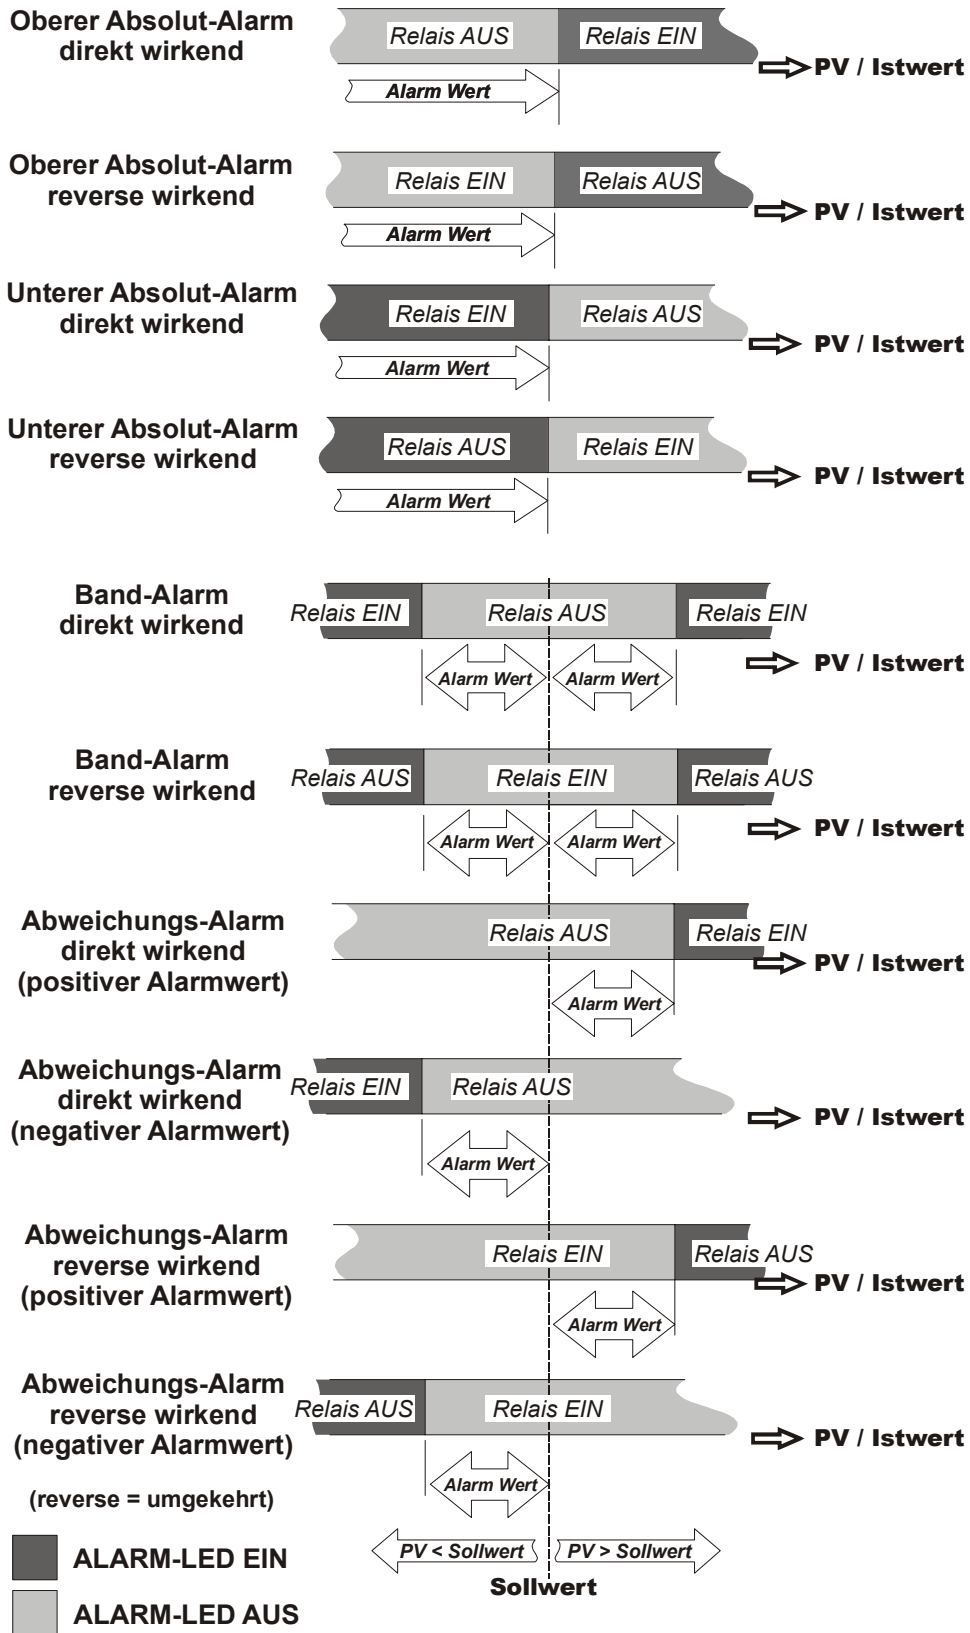 Oberer Absolut-Alarm
direkt wirkend
Relais AUS
Relais EIN
Alarm Wert
PV / Istwert
Oberer Absolut-Alarm
reverse wirkend
Relais EIN
Relais AUS
Alarm Wert
PV / Istwert
Unterer Absolut-Alarm
direkt wirkend
Relais EIN
Relais AUS
Alarm Wert
PV / Istwert
Unterer Absolut-Alarm
reverse wirkend
Relais AUS
Relais EIN
Alarm Wert
PV / Istwert
Band-Alarm
direkt wirkend
Relais EIN
Relais AUS
Relais EIN
Alarm Wert
Alarm Wert
PV / Istwert
Band-Alarm
reverse wirkend
Relais AUS
Relais EIN
Relais AUS
Alarm Wert
Alarm Wert
PV / Istwert
Abweichungs-Alarm
direkt wirkend
(positiver Alarmwert)
Relais AUS
Relais EIN
Alarm Wert
PV / Istwert
Abweichungs-Alarm
direkt wirkend
(negativer Alarmwert)
Relais EIN
Relais AUS
Alarm Wert
PV / Istwert
Abweichungs-Alarm
reverse wirkend
(positiver Alarmwert)
Relais EIN
Relais AUS
Alarm Wert
PV / Istwert
Abweichungs-Alarm
reverse wirkend
(negativer Alarmwert)
Relais AUS
Relais EIN
Alarm Wert
PV / Istwert
(reverse = umgekehrt)
ALARM-LED EIN
ALARM-LED AUS
PV < Sollwert
PV > Sollwert
Sollwert